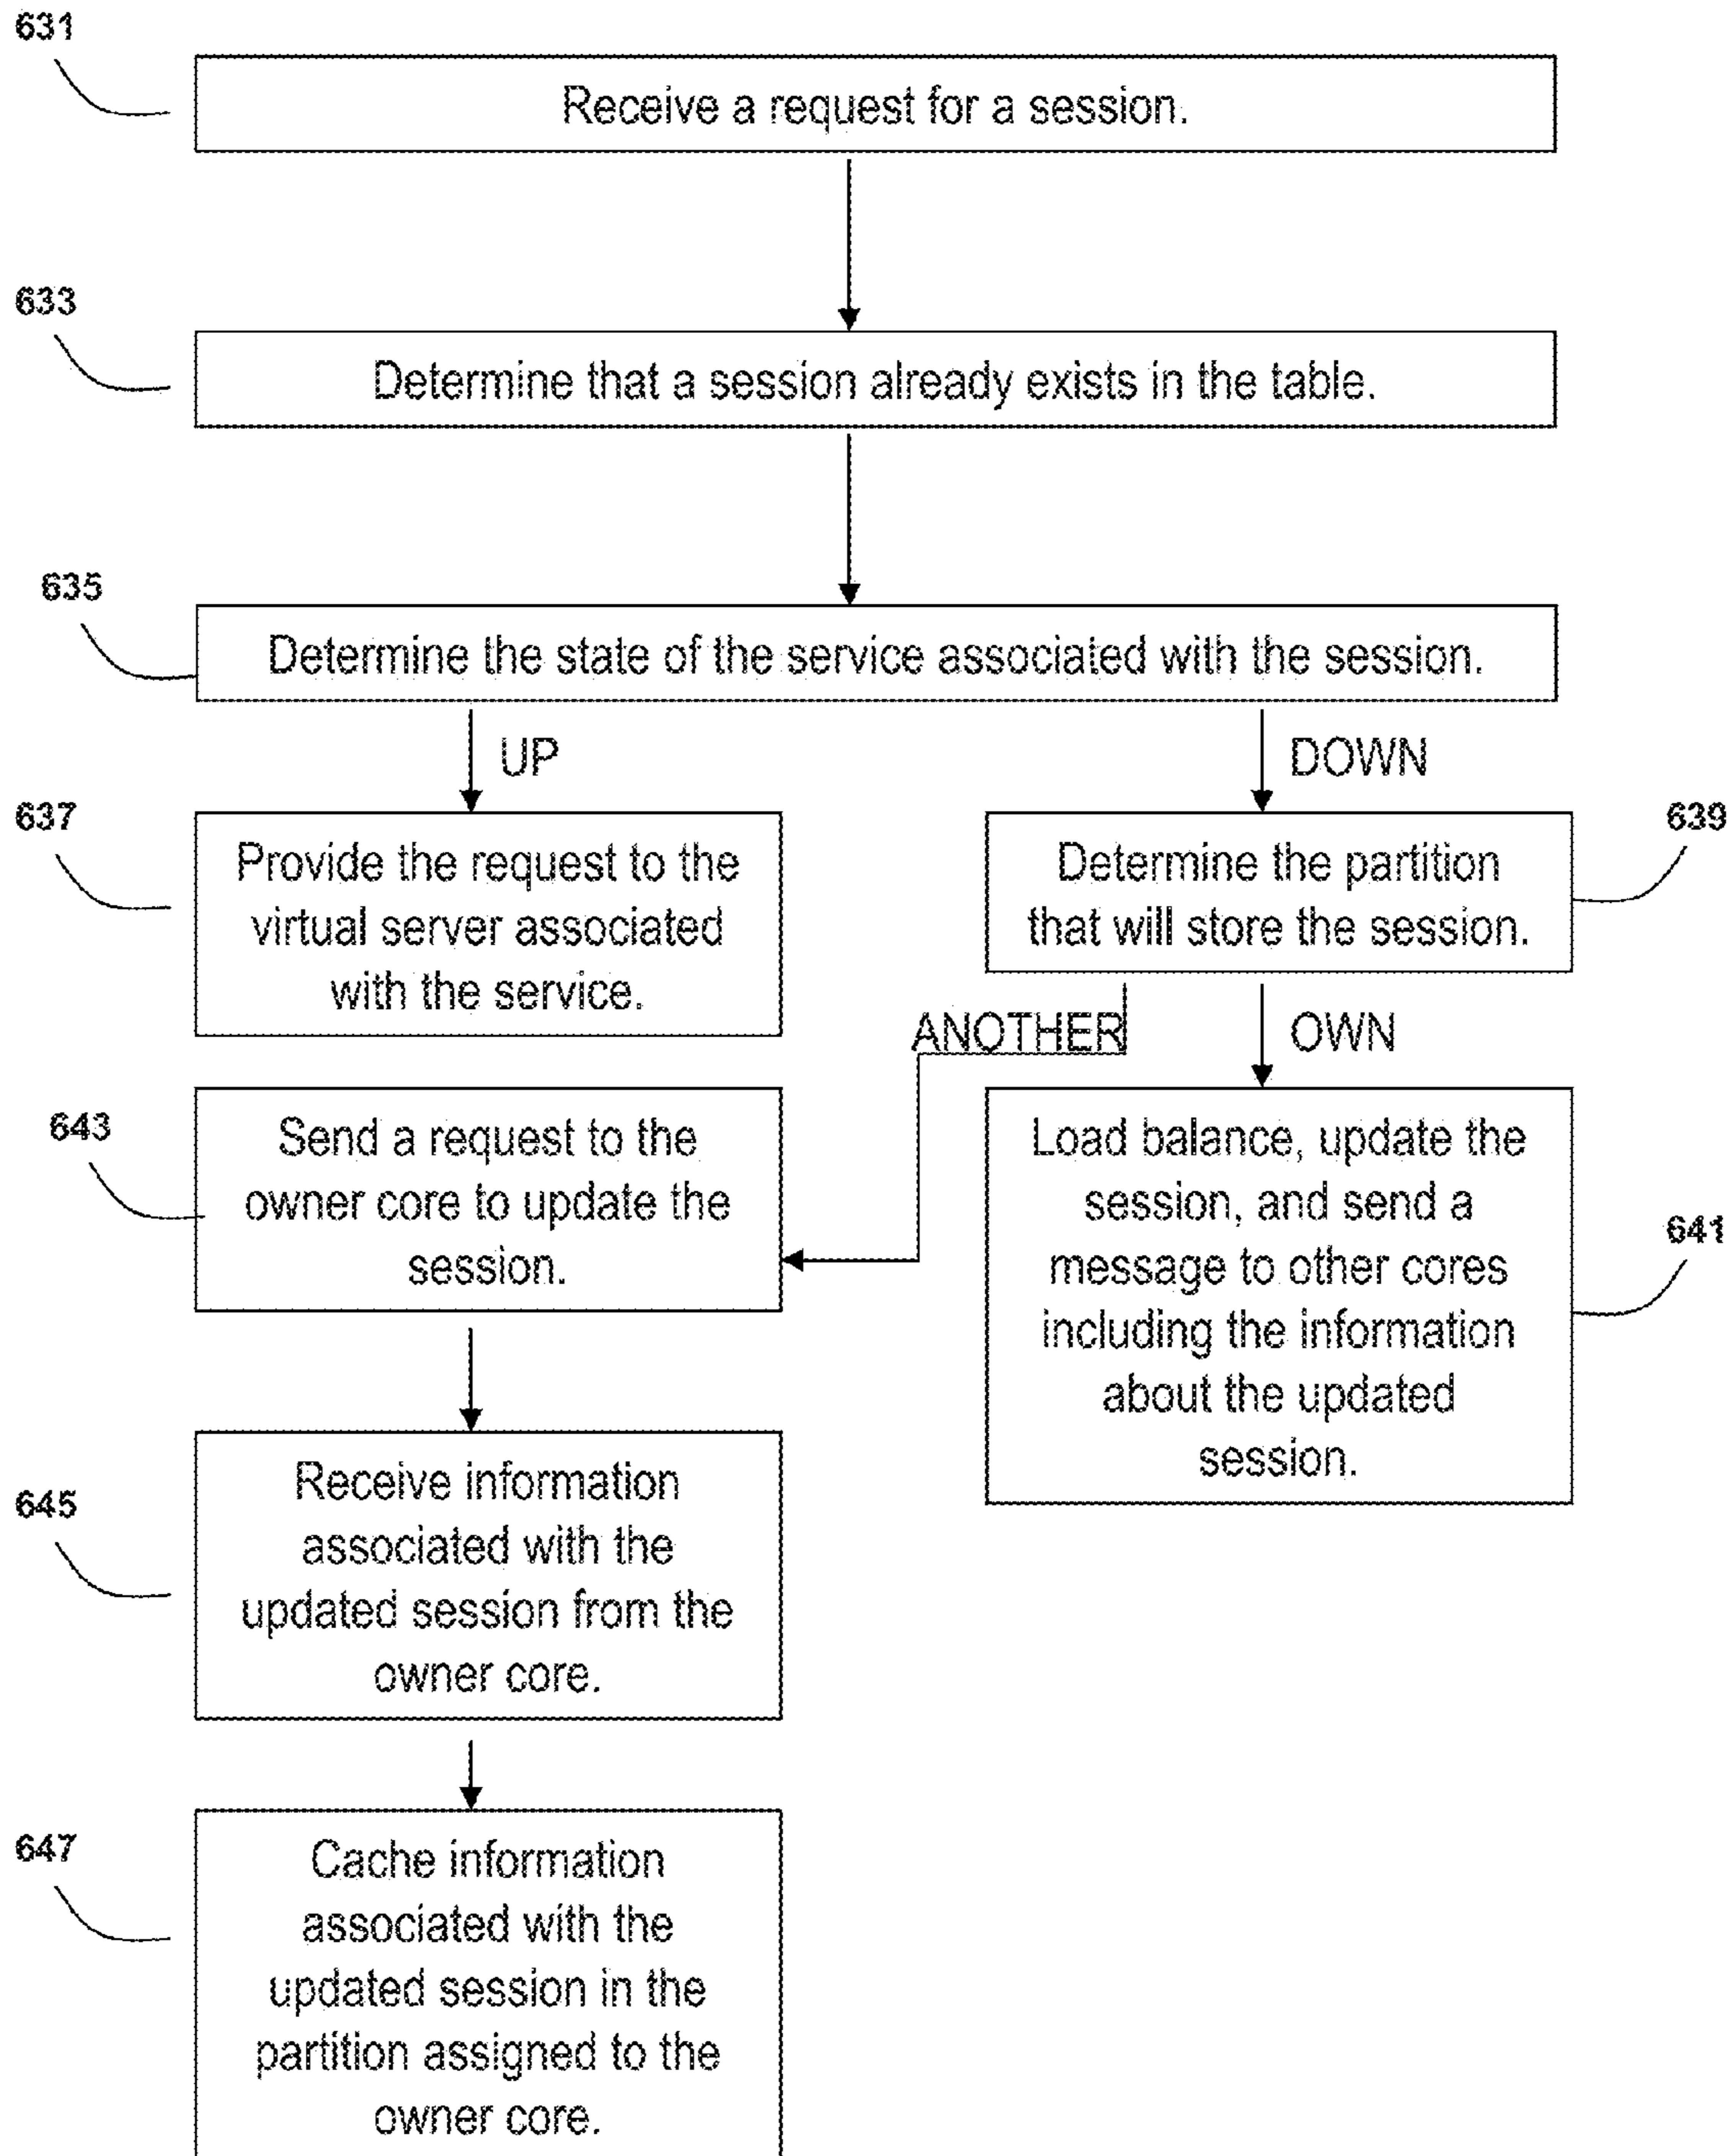 631
Receive a request for a session.
633
Determine that a session already exists in the table.
635
Determine the state of the service associated with the session.
UP
DOWN
637
Provide the request to the
virtual server associated
with the service.
639
Determine the partition
that will store the session.
ANOTHER
OWN
643
Send a request to the
owner core to update the
session.
Load balance, update the
session, and send a
message to other cores
including the information
about the updated
session.
641
645
Receive information
associated with the
updated session from the
owner core.
647
Cache information
associated with the
updated session in the
partition assigned to the
owner core.